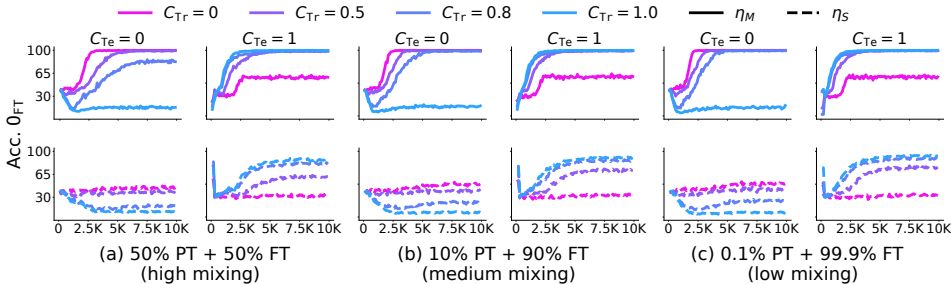 C_Tr = 0 C_Tr = 0.5 C_Tr = 0.8 C_Tr = 1.0 η_M η_S
C_Te = 0 C_Te = 1 C_Te = 0 C_Te = 1 C_Te = 0 C_Te = 1
100
65
30
Acc. 0_FT
100
65
30
0 2.5K 5K 7.5K 10K 0 2.5K 5K 7.5K 10K 0 2.5K 5K 7.5K 10K 0 2.5K 5K 7.5K 10K 0 2.5K 5K 7.5K 10K 0 2.5K 5K 7.5K 10K
(a) 50% PT + 50% FT (b) 10% PT + 90% FT (c) 0.1% PT + 99.9% FT
(high mixing) (medium mixing) (low mixing)